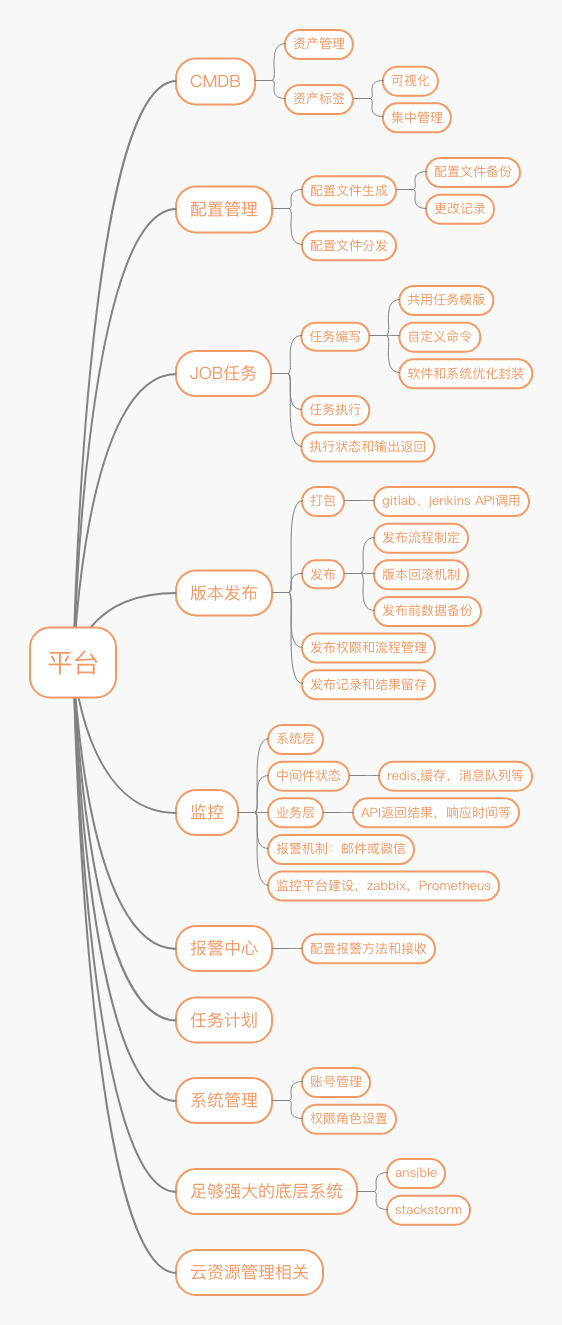 平台
CMDB
资产管理
资产标签
可视化
集中管理
配置管理
配置文件生成
配置文件备份
更改记录
配置文件分发
JOB任务
任务编写
共用任务模版
自定义命令
软件和系统优化封装
任务执行
执行状态和输出返回
版本发布
打包
gitlab、jenkins API调用
发布
发布流程制定
版本回滚机制
发布前数据备份
发布权限和流程管理
发布记录和结果留存
监控
系统层
中间件状态
redis,缓存，消息队列等
业务层
API返回结果，响应时间等
报警机制：邮件或微信
监控平台建设，zabbix，Prometheus
报警中心
配置报警方法和接收
任务计划
系统管理
账号管理
权限角色设置
足够强大的底层系统
ansible
stackstorm
云资源管理相关